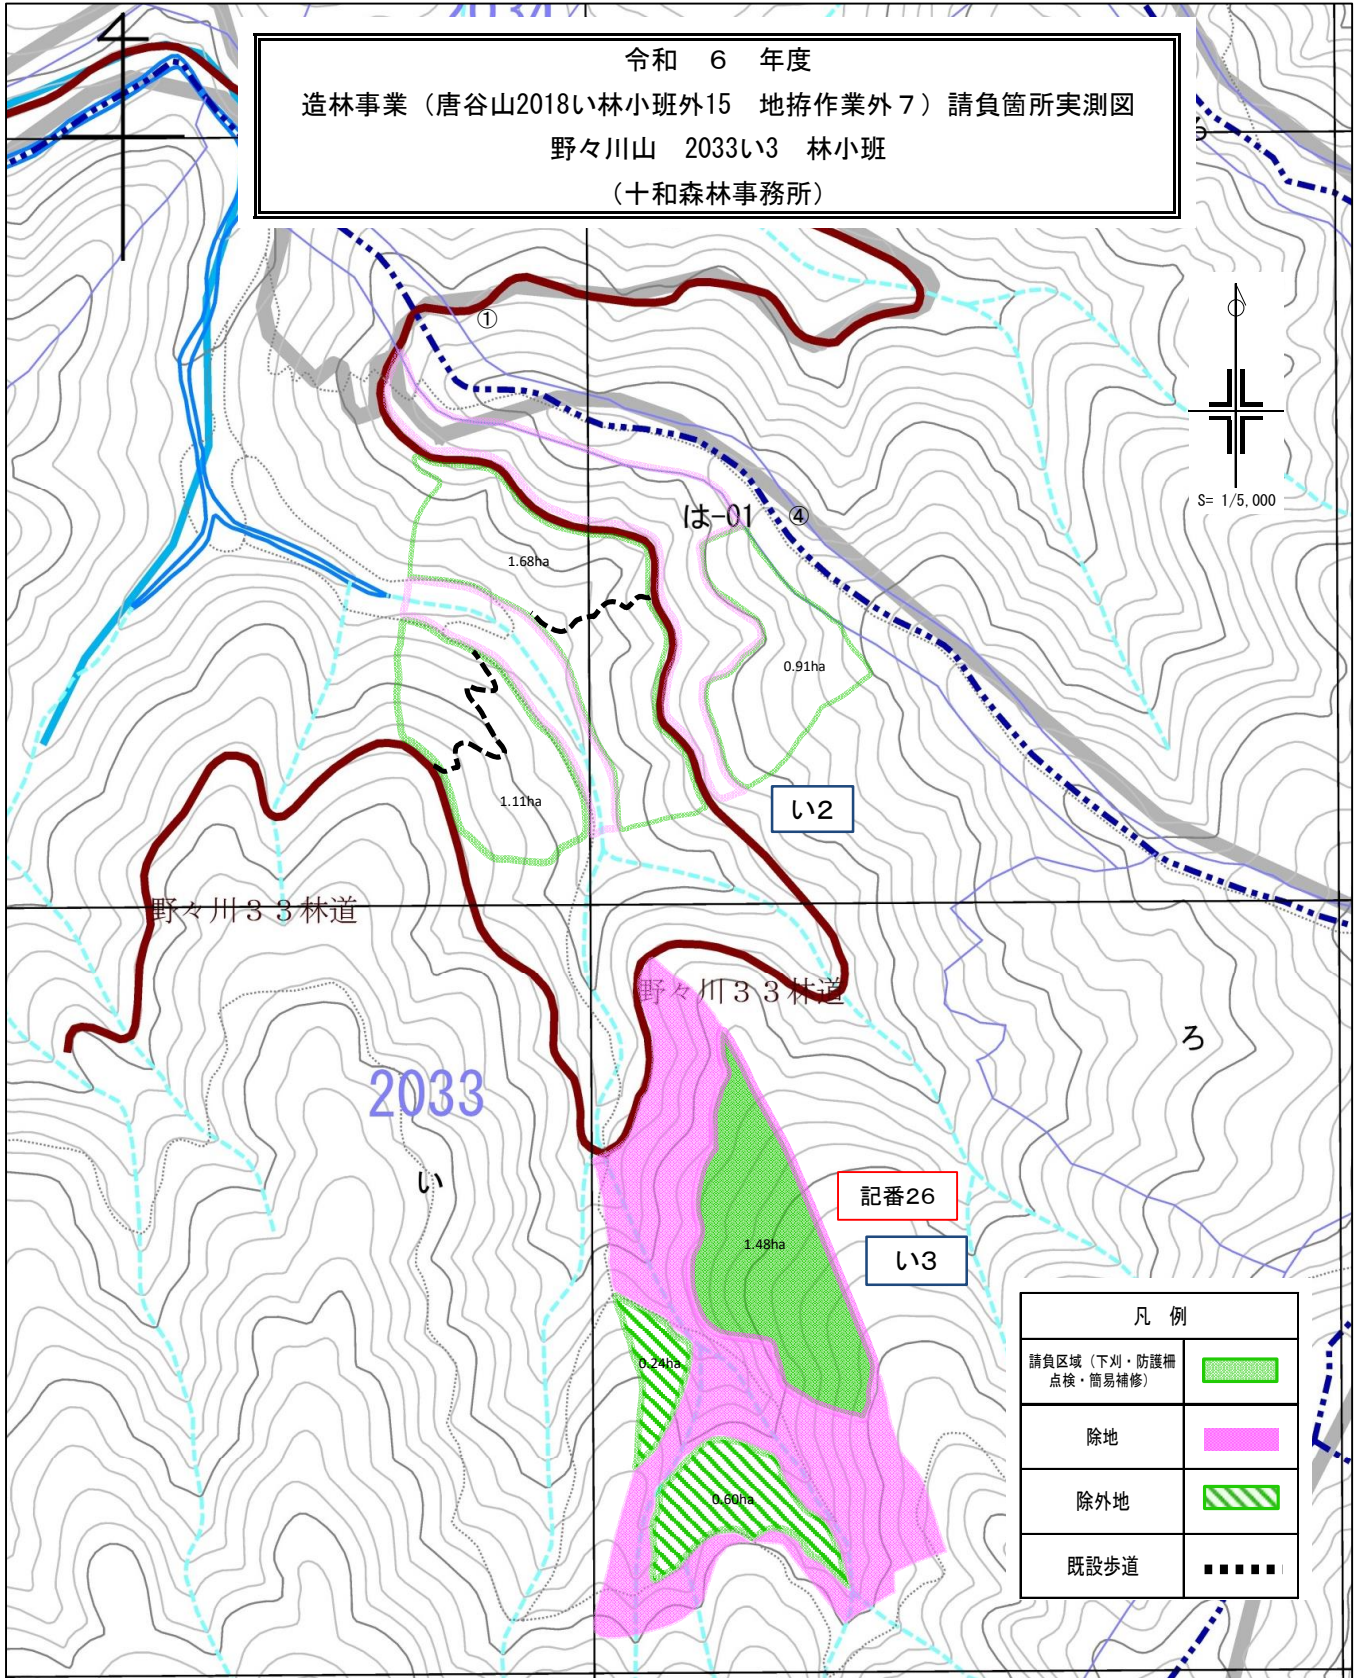 令和　6　年度
造林事業（唐谷山2018い林小班外15　地拵作業外７）請負箇所実測図
野々川山　2033い3　林小班
（十和森林事務所）
①
S= 1/5,000
は-01
④
1.68ha
0.91ha
1.11ha
い2
野々川３３林道
野々川３３林道
ろ
2033
い
記番26
1.48ha
い3
0.24ha
0.60ha
凡　例
請負区域（下刈・防護柵
点検・簡易補修）
除地
除外地
既設歩道